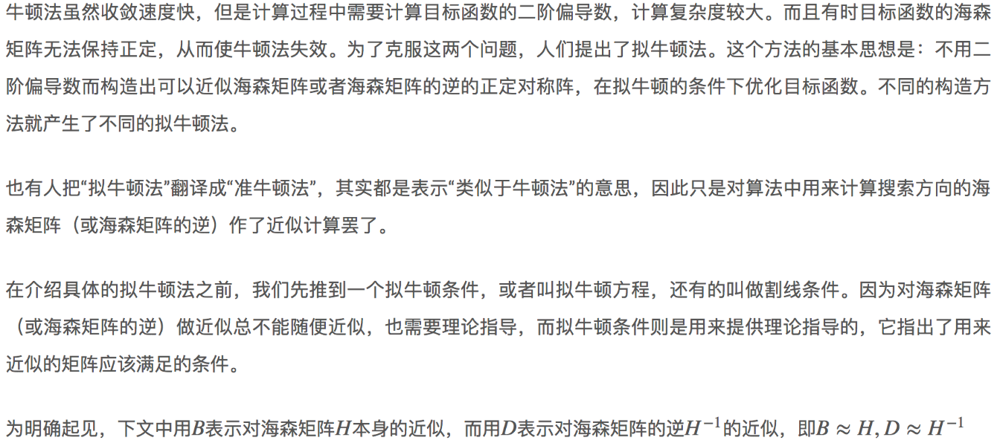 牛顿法虽然收敛速度快，但是计算过程中需要计算目标函数的二阶偏导数，计算复杂度较大。而且有时目标函数的海森
矩阵无法保持正定，从而使牛顿法失效。为了克服这两个问题，人们提出了拟牛顿法。这个方法的基本思想是：不用二
阶偏导数而构造出可以近似海森矩阵或者海森矩阵的逆的正定对称阵，在拟牛顿的条件下优化目标函数。不同的构造方
法就产生了不同的拟牛顿法。
也有人把“拟牛顿法”翻译成“准牛顿法”，其实都是表示“类似于牛顿法”的意思，因此只是对算法中用来计算搜索方向的海
森矩阵（或海森矩阵的逆）作了近似计算罢了。
在介绍具体的拟牛顿法之前，我们先推到一个拟牛顿条件，或者叫拟牛顿方程，还有的叫做割线条件。因为对海森矩阵
（或海森矩阵的逆）做近似总不能随便近似，也需要理论指导，而拟牛顿条件则是用来提供理论指导的，它指出了用来
近似的矩阵应该满足的条件。
为明确起见，下文中用B表示对海森矩阵H本身的近似，而用D表示对海森矩阵的逆H⁻¹的近似，即B ≈ H, D ≈ H⁻¹